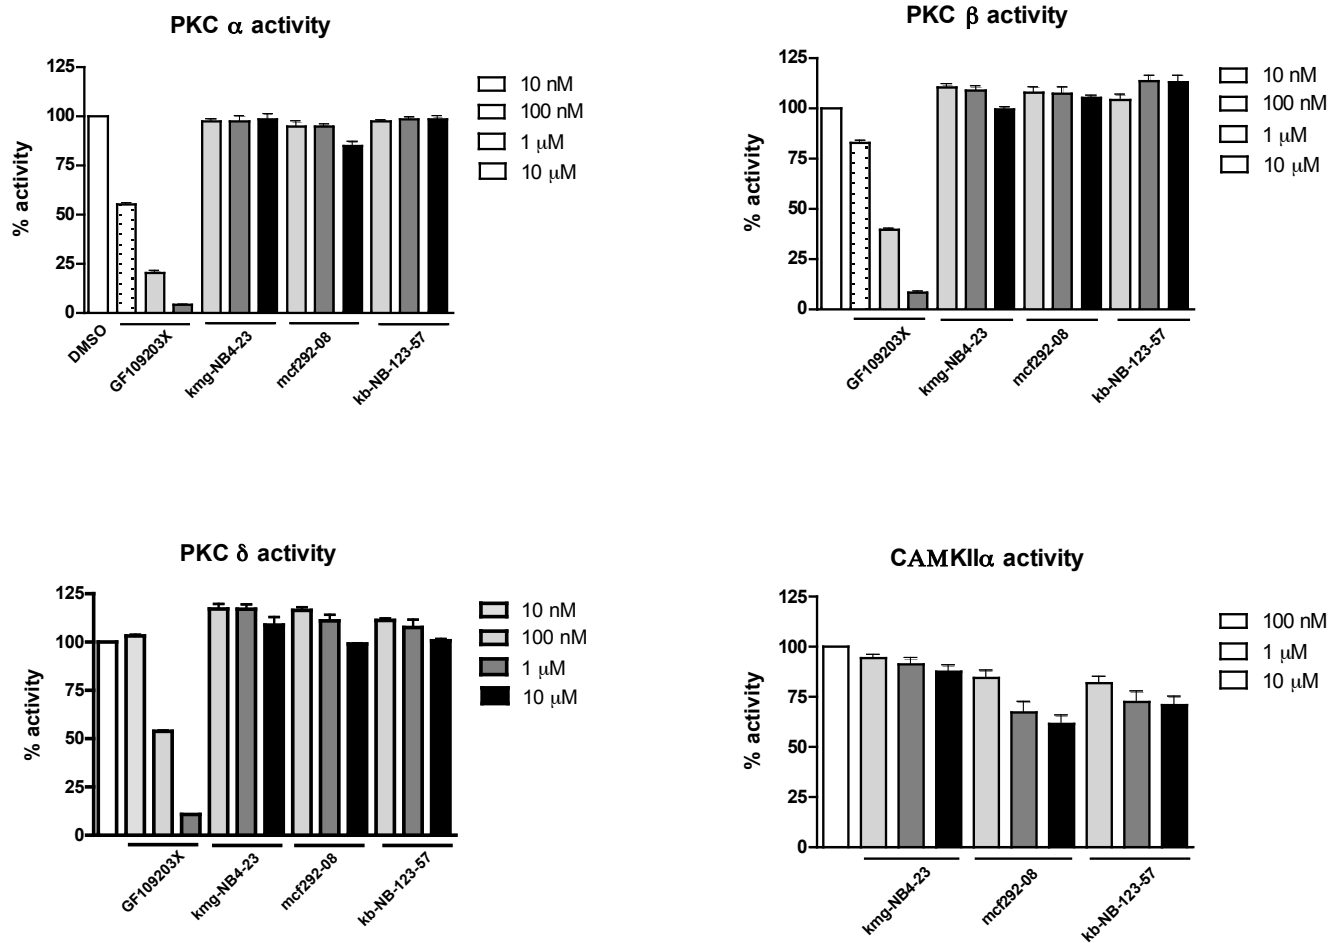 PKC α activity
125
100
75
50
25
0
% activity
10 nM
100 nM
1 μM
10 μM
DMSO
GF109203X
kmg-NB4-23
mcf292-08
kb-NB-123-57
PKC β activity
125
100
75
50
25
0
% activity
10 nM
100 nM
1 μM
10 μM
GF109203X
kmg-NB4-23
mcf292-08
kb-NB-123-57
PKC δ activity
125
100
75
50
25
0
% activity
10 nM
100 nM
1 μM
10 μM
GF109203X
kmg-NB4-23
mcf292-08
kb-NB-123-57
CAMKIIα activity
125
100
75
50
25
0
% activity
100 nM
1 μM
10 μM
kmg-NB4-23
mcf292-08
kb-NB-123-57